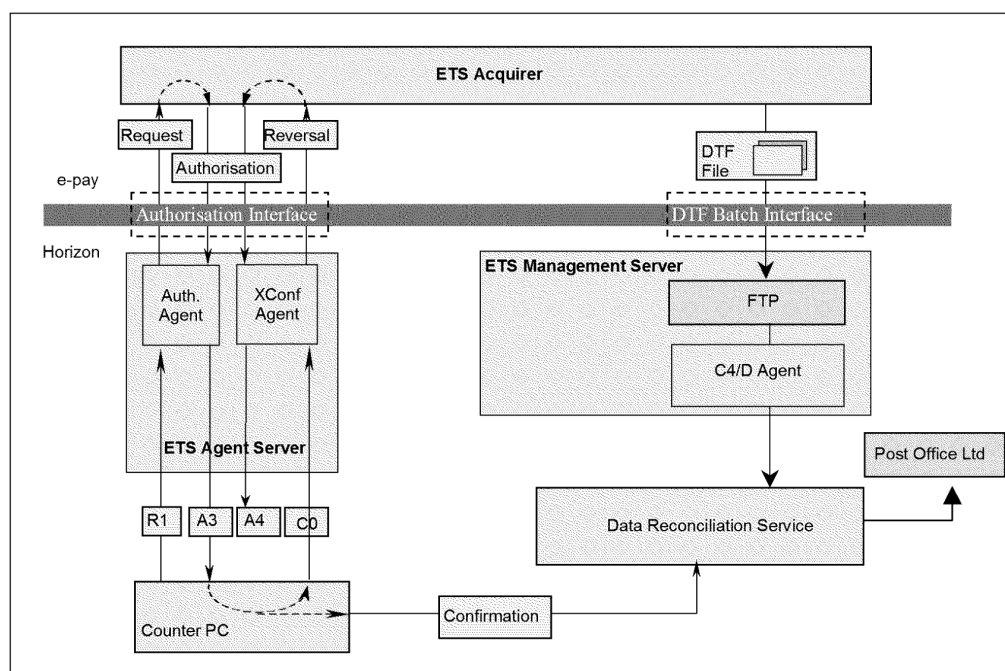 ETS Acquirer
Request
Reversal
Authorisation
DTF
File
e-pay
Authorisation Interface
DTF Batch Interface
Horizon
ETS Management Server
Auth.
Agent
XConf
Agent
FTP
C4/D Agent
ETS Agent Server
Post Office Ltd
R1
A3
A4
C0
Data Reconciliation Service
Confirmation
Counter PC